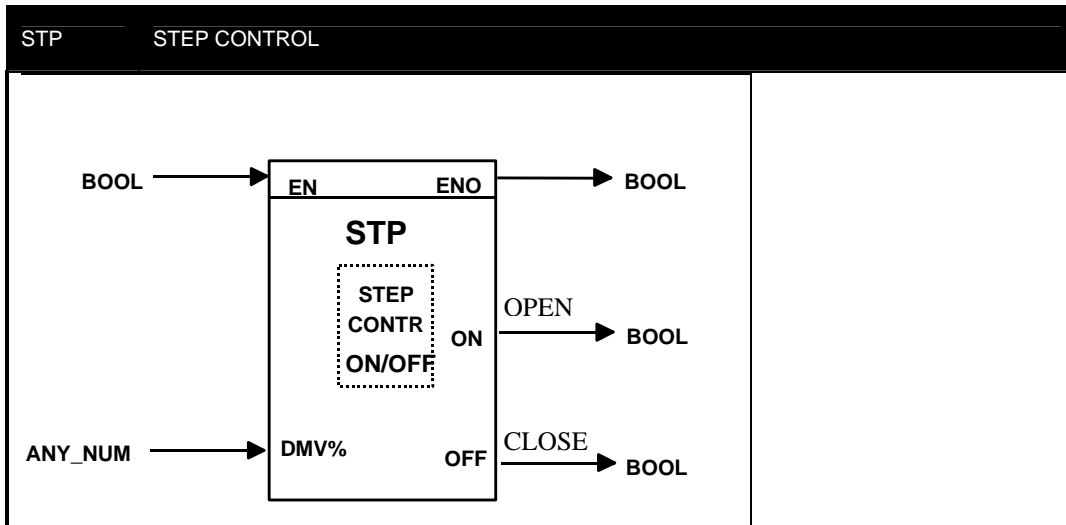 STP STEP CONTROL
BOOL EN ENO BOOL
STP
STEP
CONTR
ON/OFF
OPEN
ON BOOL
CLOSE
ANY_NUM DMV% OFF BOOL